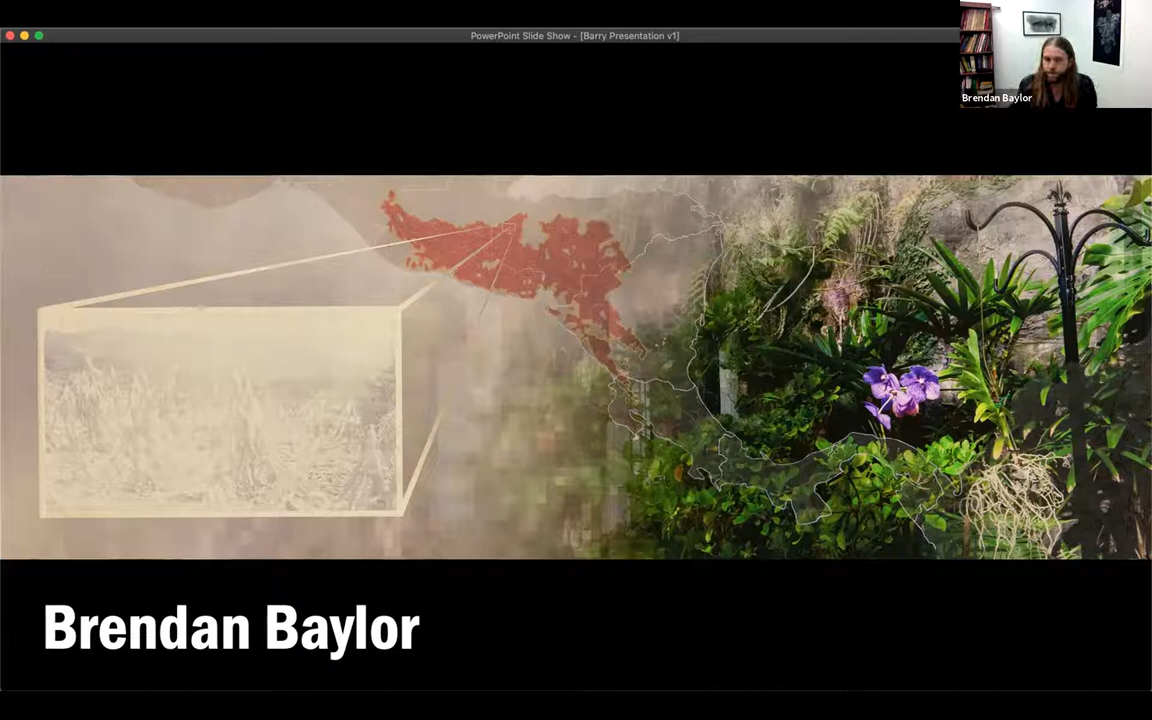 PowerPoint Slide Show - [Barry Presentation v1]
Brendan Baylor
Brendan Baylor